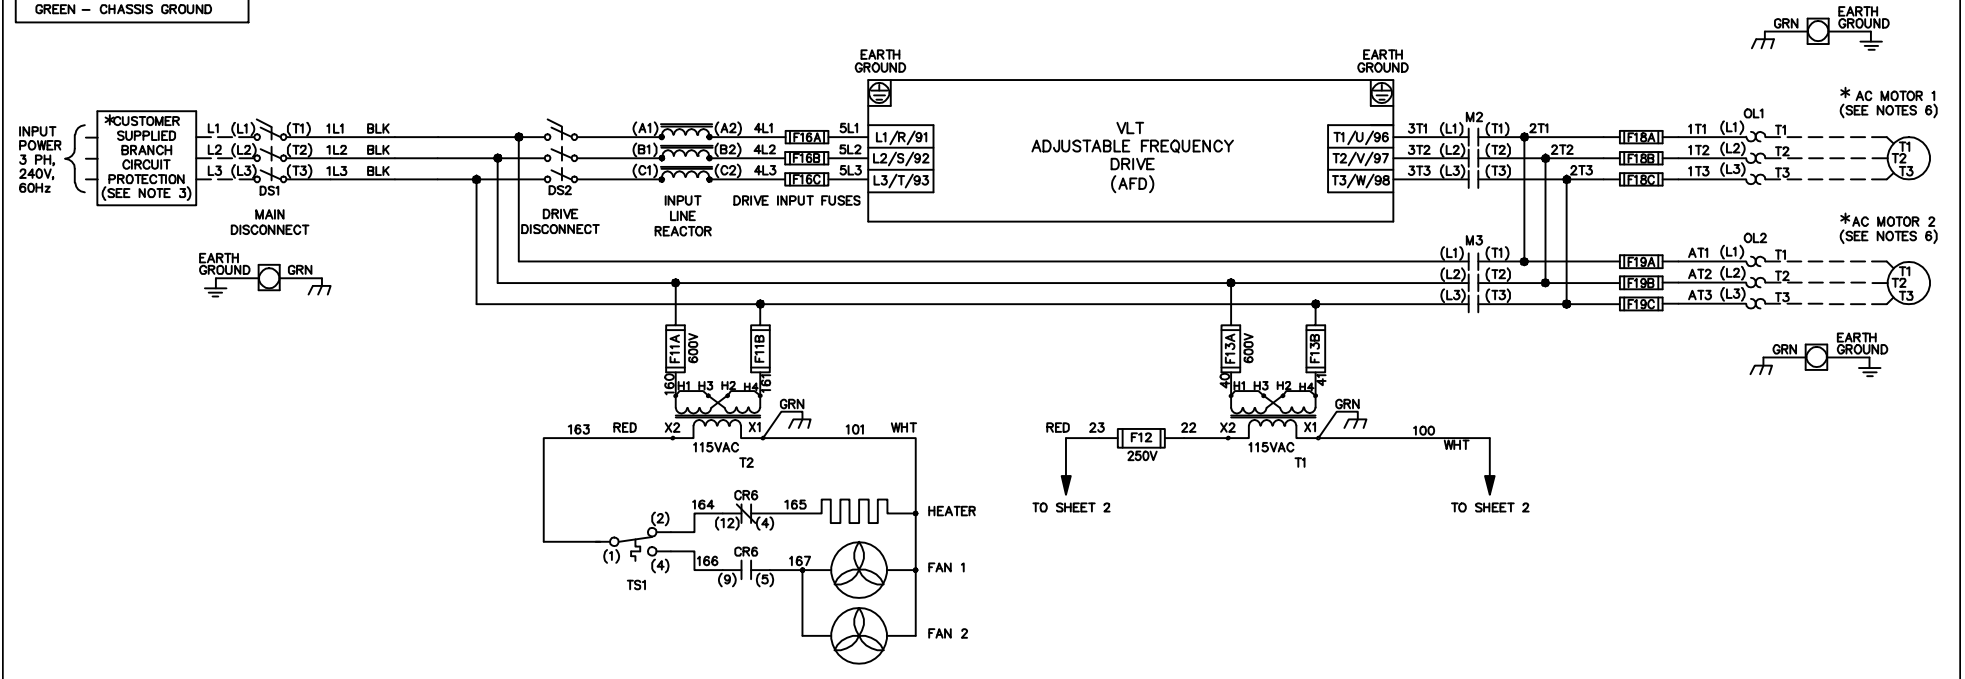 GREEN - CHASSIS GROUND
INPUT
POWER
3 PH,
240V,
60Hz
*CUSTOMER
SUPPLIED
BRANCH
CIRCUIT
PROTECTION
(SEE NOTE 3)
L1 (L1) (T1) 1L1 BLK
L2 (L2) (T2) 1L2 BLK
L3 (L3) (T3) 1L3 BLK
DS1
MAIN
DISCONNECT
EARTH
GROUND
GRN
DS2
DRIVE
DISCONNECT
(A1) (A2) 4L1 F16A 5L1
(B1) (B2) 4L2 F16B 5L2
(C1) (C2) 4L3 F16C 5L3
INPUT
LINE
REACTOR
DRIVE INPUT FUSES
EARTH
GROUND
L1/R/91
L2/S/92
L3/T/93
VLT
ADJUSTABLE FREQUENCY
DRIVE
(AFD)
EARTH
GROUND
T1/U/96
T2/V/97
T3/W/98
M2
3T1 (L1) (T1) 2T1
3T2 (L2) (T2) 2T2
3T3 (L3) (T3) 2T3
F18A 1T1 (L1) T1
F18B 1T2 (L2) T2
F18C 1T3 (L3) T3
OL1
GRN
EARTH
GROUND
* AC MOTOR 1
(SEE NOTES 6)
T1
T2
T3
M3
(L1) (T1)
(L2) (T2)
(L3) (T3)
F19A AT1 (L1) T1
F19B AT2 (L2) T2
F19C AT3 (L3) T3
OL2
*AC MOTOR 2
(SEE NOTES 6)
T1
T2
T3
GRN
EARTH
GROUND
F11A
600V
F11B
160
161
H1 H3 H2 H4
GRN
163 RED X2 X1 101 WHT
115VAC
T2
164 CR6 165
(2) (12) (4)
HEATER
(1)
(4)
TS1
166 CR6 167
(9) (5)
FAN 1
FAN 2
F13A
600V
F13B
40
41
H1 H3 H2 H4
GRN
RED 23 F12 22 X2 X1 100
WHT
250V
115VAC
T1
TO SHEET 2
TO SHEET 2